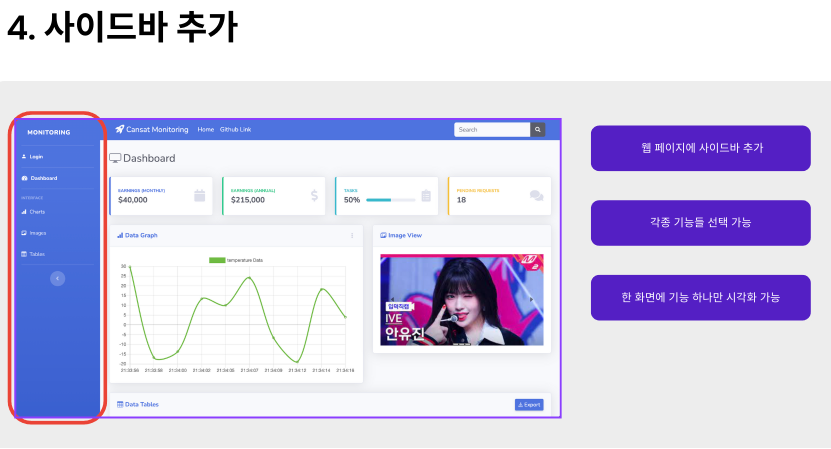 4. 사이드바 추가
MONITORING
Cansat Monitoring Home Github Link
Search
Login
Dashboard
INTERFACE
Charts
Images
Tables
Dashboard
EARNINGS (MONTHLY)
$40,000
EARNINGS (ANNUAL)
$215,000
TASKS
50%
PENDING REQUESTS
18
Data Graph
temperature Data
30
25
20
15
10
5
0
-5
-10
-15
-20
21:33:56 21:33:58 21:34:00 21:34:02 21:34:05 21:34:07 21:34:09 21:34:12 21:34:14 21:34:16
Image View
입덕직캠
IVE
안유진
Data Tables
Export
웹 페이지에 사이드바 추가
각종 기능들 선택 가능
한 화면에 기능 하나만 시각화 가능